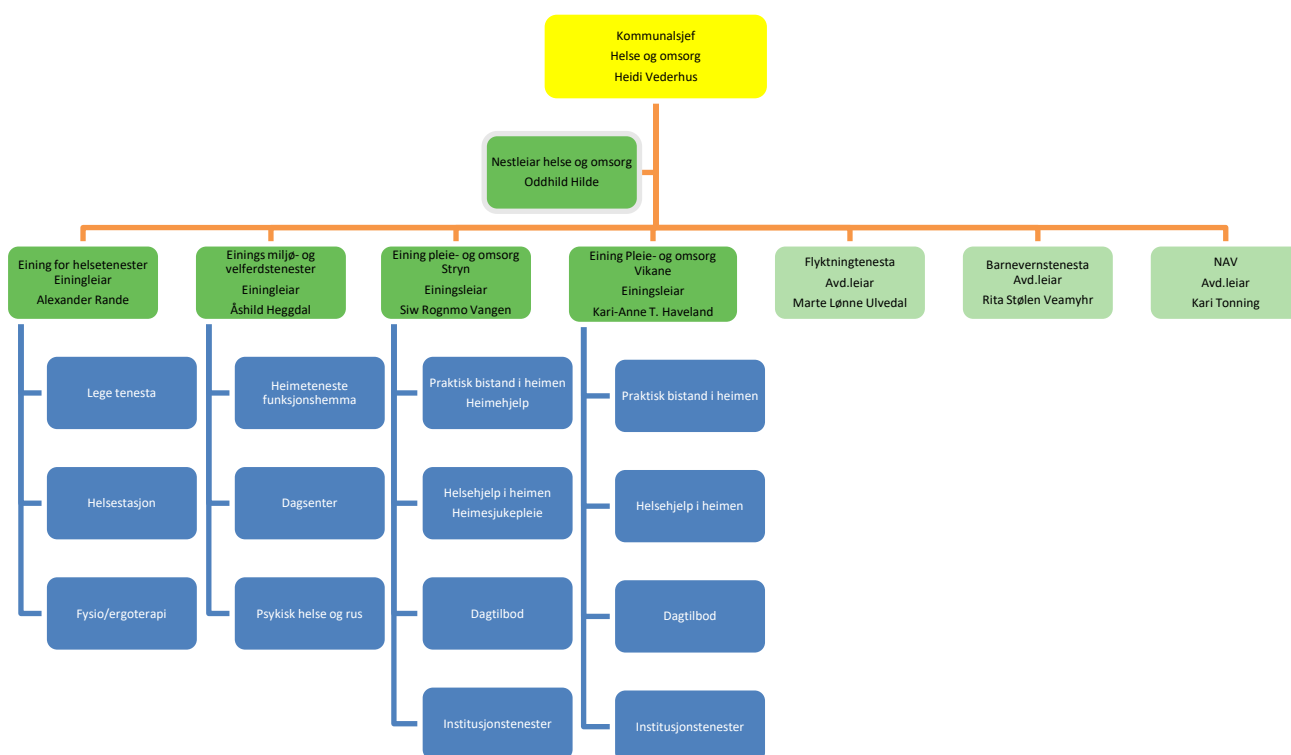 Kommunalsjef
Helse og omsorg
Heidi Vederhus
Nestleiar helse og omsorg
Oddhild Hilde
Eining for helsetenester
Einingleiar
Alexander Rande
Einings miljø- og
velferdstenester
Einingleiar
Åshild Heggdal
Eining pleie- og omsorg
Stryn
Einingsleiar
Siw Rognmo Vangen
Eining Pleie- og omsorg
Vikane
Einingsleiar
Kari-Anne T. Haveland
Flyktningtenesta
Avd.leiar
Marte Lønne Ulvedal
Barnevernstenesta
Avd.leiar
Rita Stølen Veamyhr
NAV
Avd.leiar
Kari Tonning
Lege tenesta
Helsestasjon
Fysio/ergoterapi
Heimeteneste
funksjonshemma
Dagsenter
Psykisk helse og rus
Praktisk bistand i heimen
Heimehjelp
Helsehjelp i heimen
Heimesjukepleie
Dagtilbod
Institusjonstenester
Praktisk bistand i heimen
Helsehjelp i heimen
Dagtilbod
Institusjonstenester